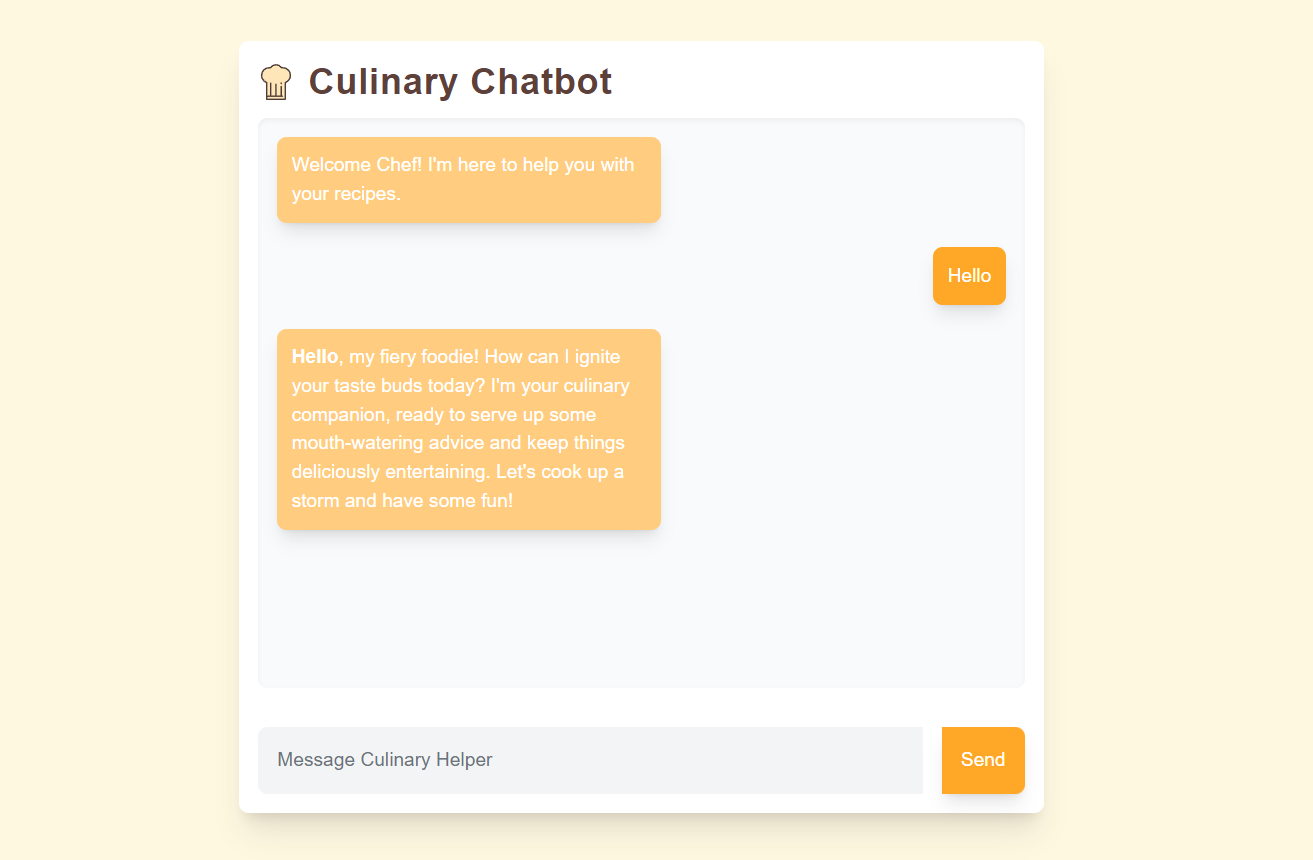 Culinary Chatbot
Welcome Chef! I'm here to help you with
your recipes.
Hello
Hello, my fiery foodie! How can I ignite
your taste buds today? I'm your culinary
companion, ready to serve up some
mouth-watering advice and keep things
deliciously entertaining. Let's cook up a
storm and have some fun!
Message Culinary Helper
Send